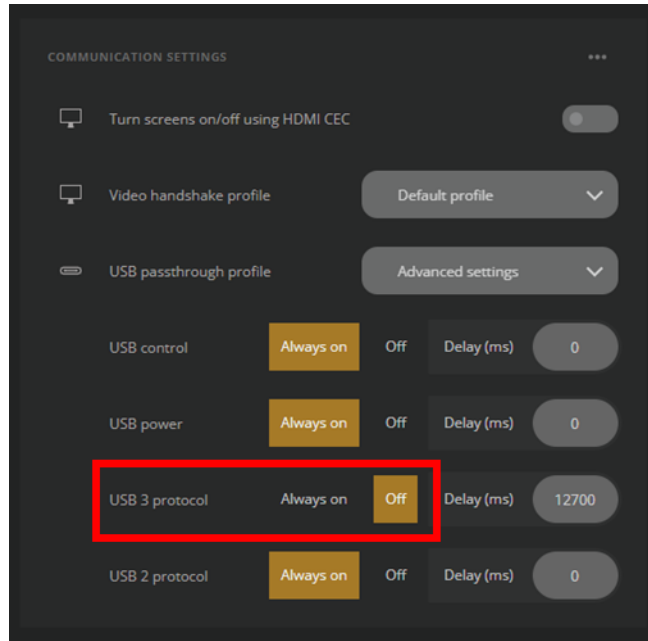 COMMUNICATION SETTINGS
Turn screens on/off using HDMI CEC
Video handshake profile Default profile
USB passthrough profile Advanced settings
USB control Always on Off Delay (ms) 0
USB power Always on Off Delay (ms) 0
USB 3 protocol Always on Off Delay (ms) 12700
USB 2 protocol Always on Off Delay (ms) 0